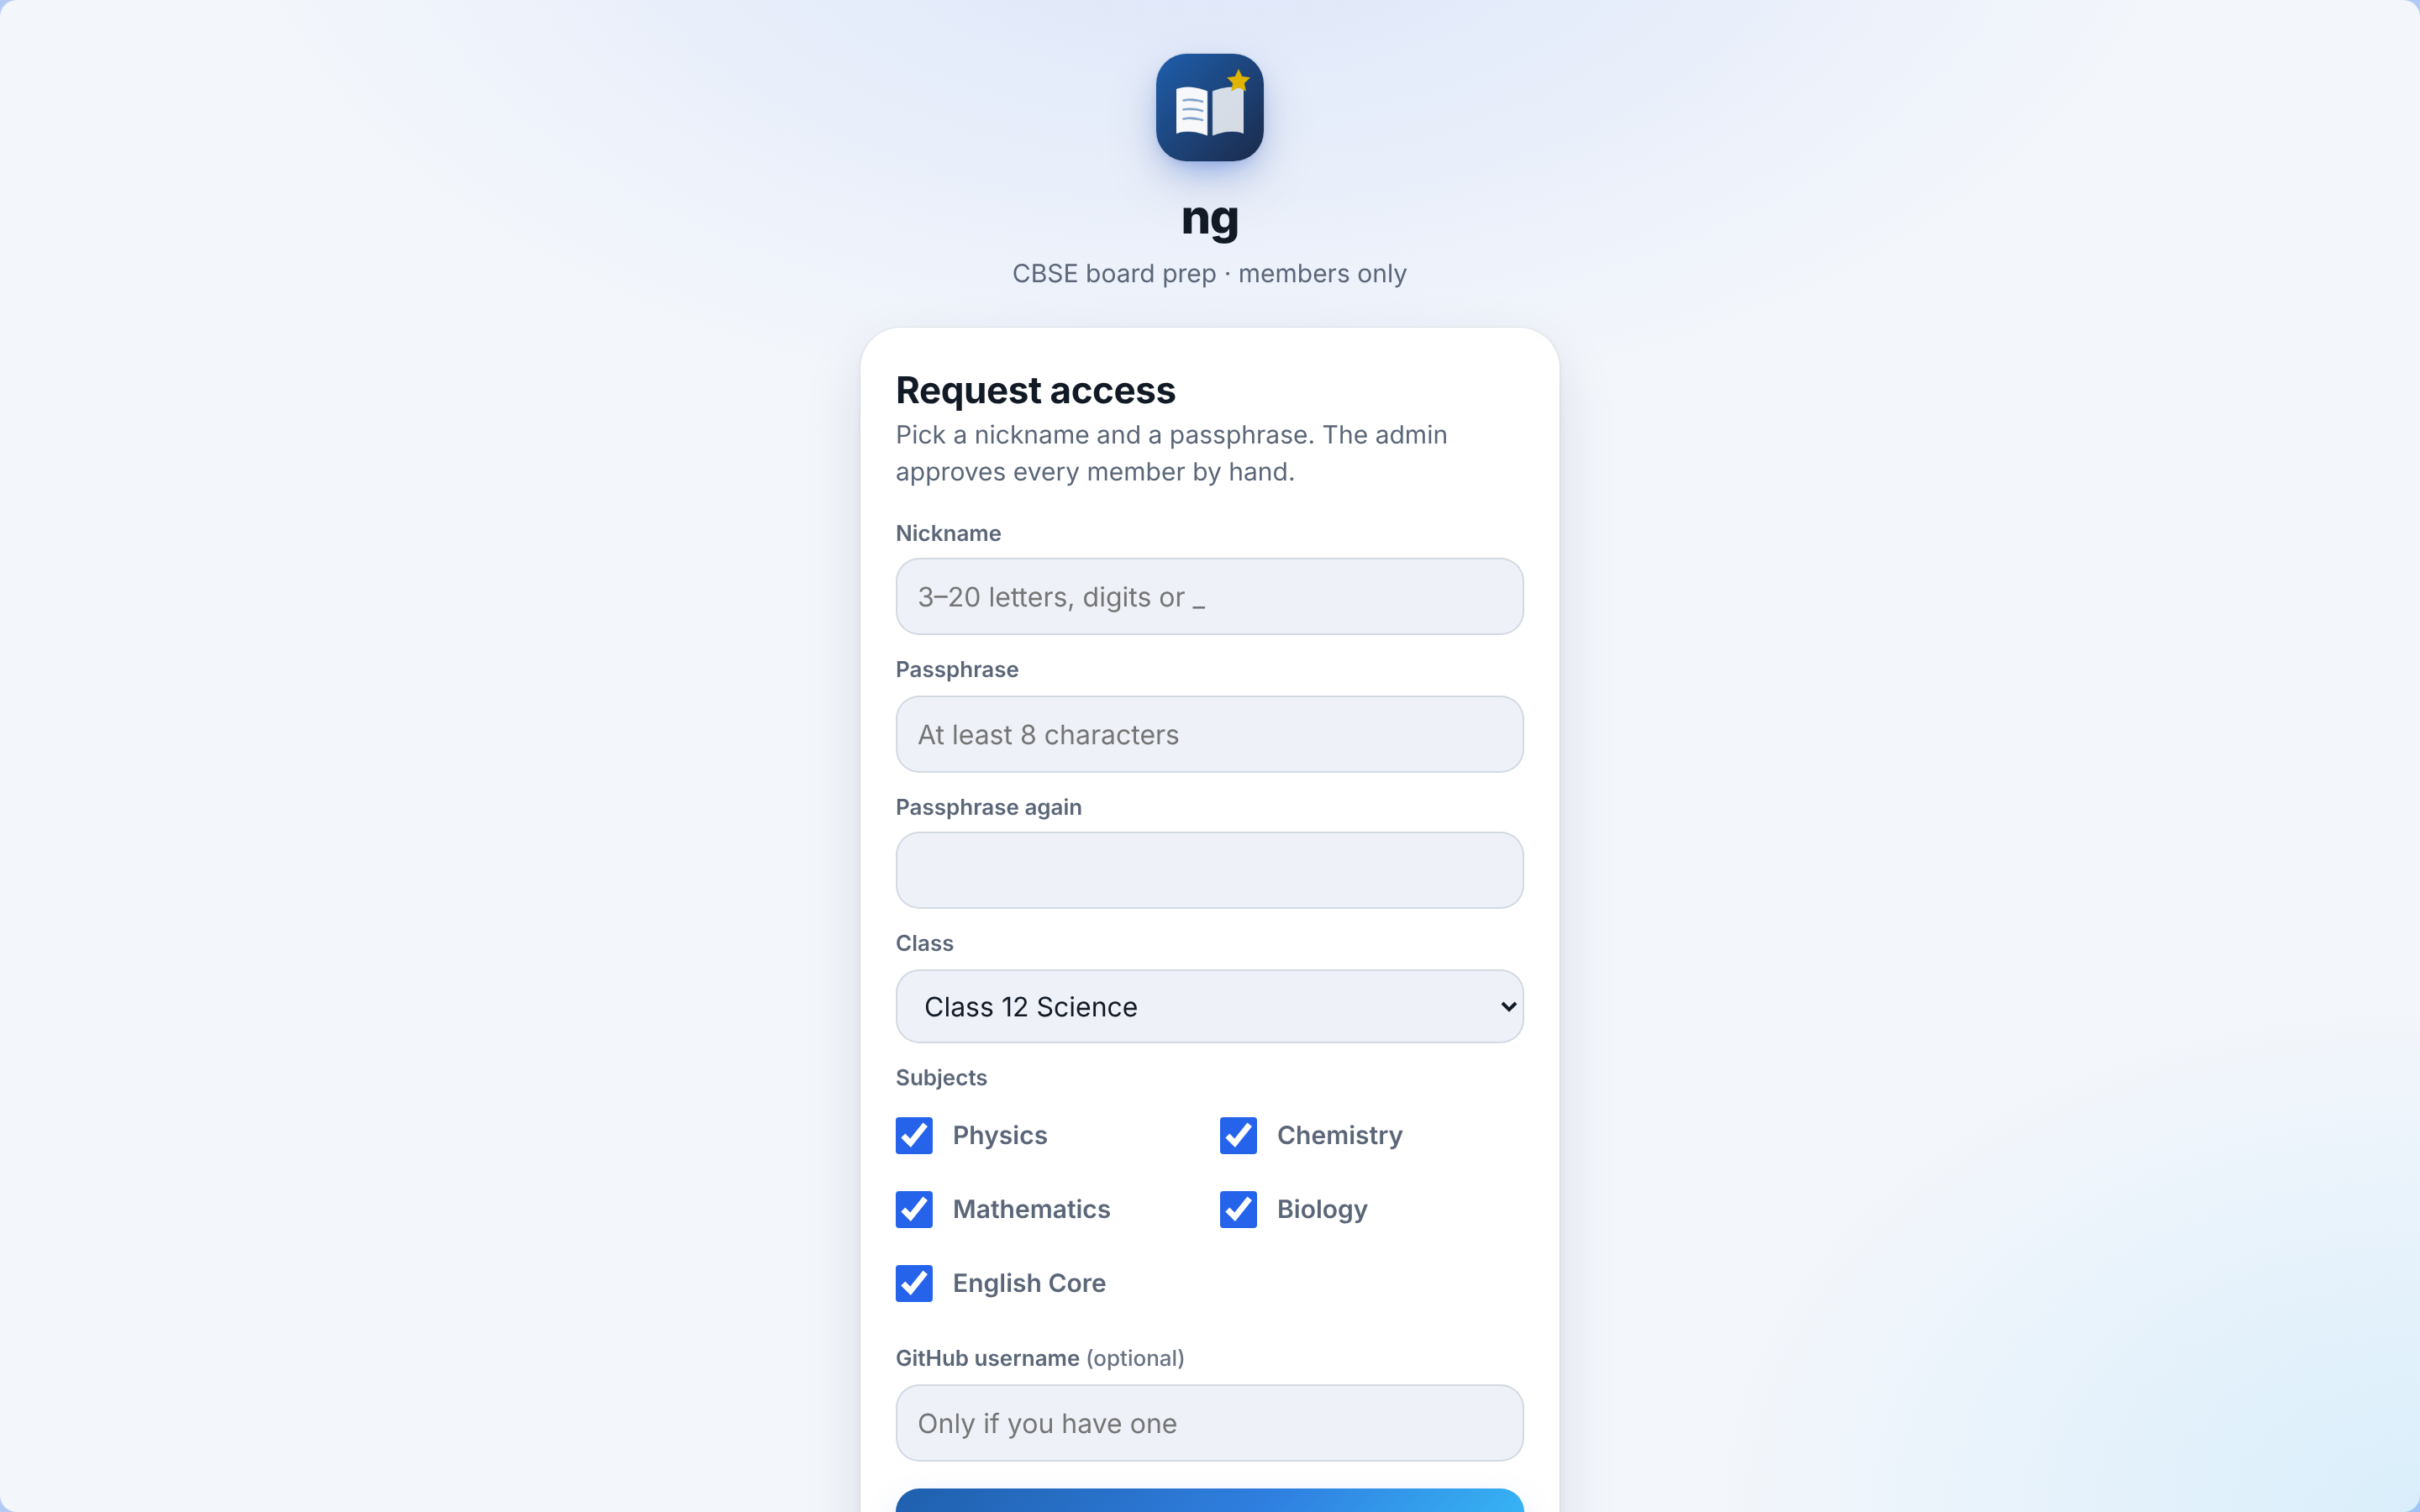 ng
CBSE board prep · members only
Request access
Pick a nickname and a passphrase. The admin
approves every member by hand.
Nickname
3–20 letters, digits or _
Passphrase
At least 8 characters
Passphrase again
Class
Class 12 Science
Subjects
Physics
Chemistry
Mathematics
Biology
English Core
GitHub username (optional)
Only if you have one